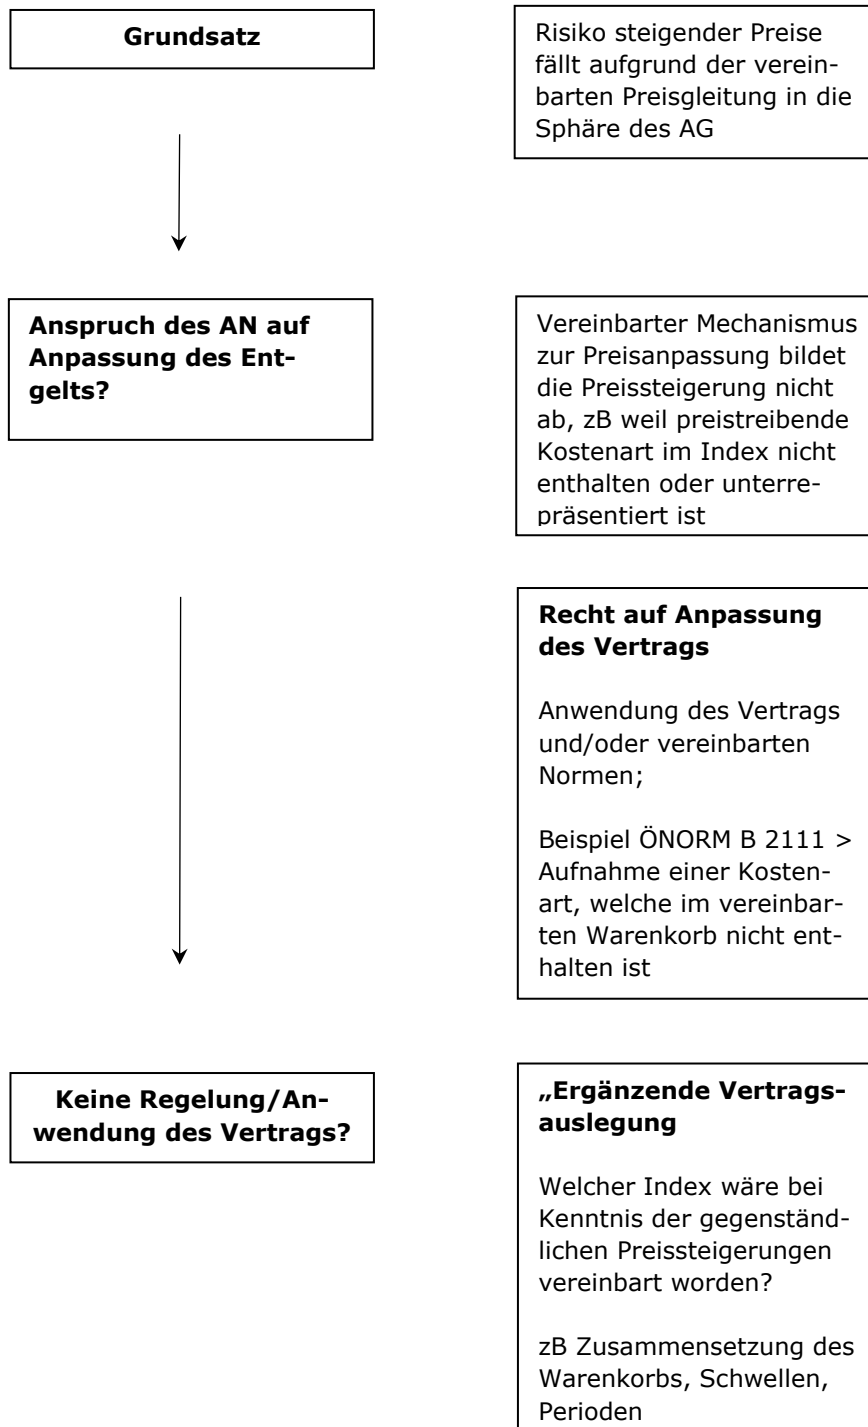 Grundsatz
Risiko steigender Preise
fällt aufgrund der verein-
barten Preisgleitung in die
Sphäre des AG
Anspruch des AN auf
Anpassung des Ent-
gelts?
Vereinbarter Mechanismus
zur Preisanpassung bildet
die Preissteigerung nicht
ab, zB weil preistreibende
Kostenart im Index nicht
enthalten oder unterre-
präsentiert ist
Recht auf Anpassung
des Vertrags
Anwendung des Vertrags
und/oder vereinbarten
Normen;
Beispiel ÖNORM B 2111 >
Aufnahme einer Kosten-
art, welche im vereinbar-
ten Warenkorb nicht ent-
halten ist
Keine Regelung/An-
wendung des Vertrags?
„Ergänzende Vertrags-
auslegung
Welcher Index wäre bei
Kenntnis der gegenständ-
lichen Preissteigerungen
vereinbart worden?
zB Zusammensetzung des
Warenkorbs, Schwellen,
Perioden